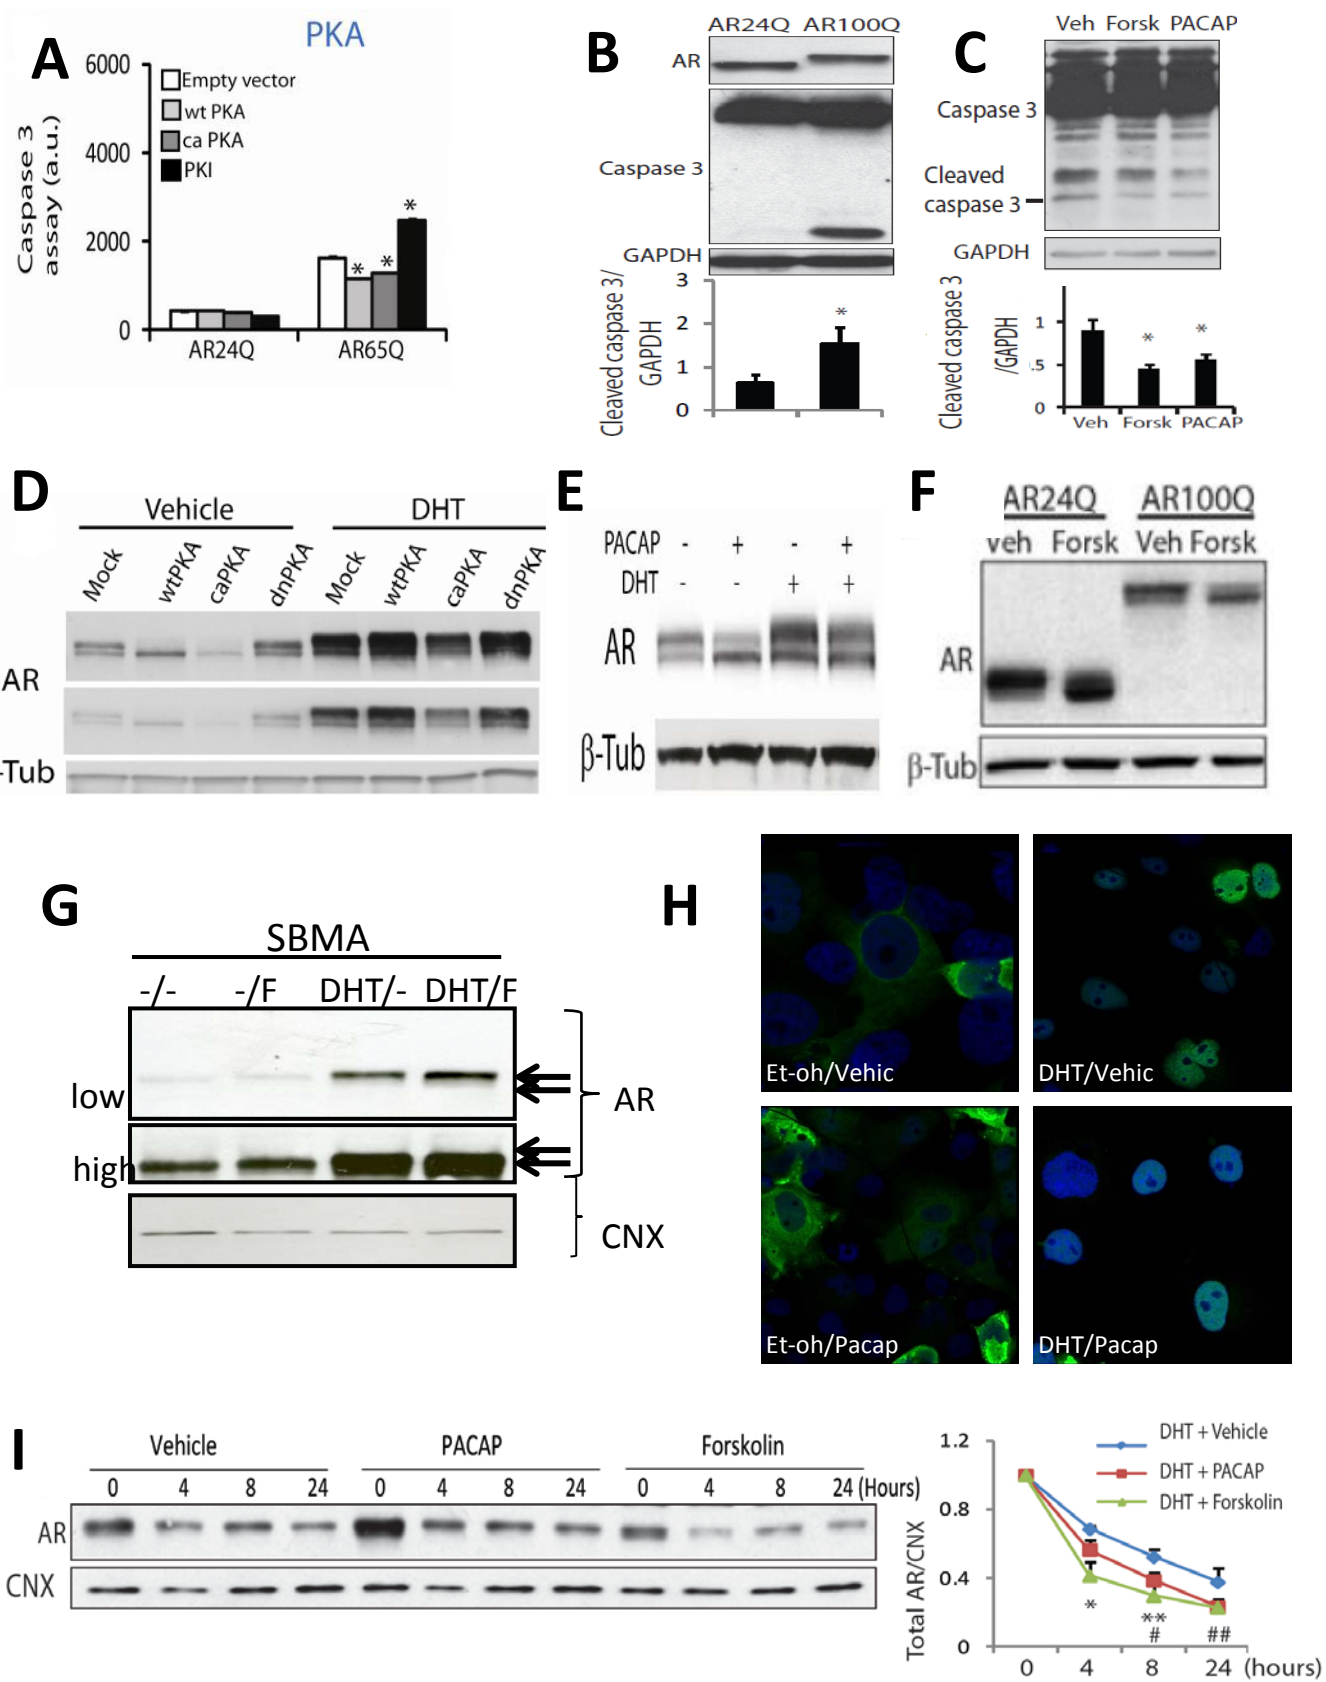 A
PKA
6000
4000
2000
0
Caspase 3
assay (a.u.)
Empty vector
wt PKA
ca PKA
PKI
*
*
*
AR24Q
AR65Q
B
AR24Q AR100Q
AR
Caspase 3
GAPDH
Cleaved caspase 3/
GAPDH
3
2
1
0
*
C
Veh Forsk PACAP
Caspase 3
Cleaved
caspase 3
GAPDH
Cleaved caspase 3
/GAPDH
1
.5
0
*
*
Veh Forsk PACAP
D
Vehicle
DHT
Mock
wtPKA
caPKA
dnPKA
Mock
wtPKA
caPKA
dnPKA
AR
-Tub
E
PACAP - + - +
DHT - - + +
AR
β-Tub
F
AR24Q AR100Q
Veh Forsk Veh Forsk
AR
β-Tub
G
SBMA
-/- -/F DHT/- DHT/F
low
high
AR
CNX
H
Et-oh/Vehic
DHT/Vehic
Et-oh/Pacap
DHT/Pacap
I
Vehicle
PACAP
Forskolin
0 4 8 24 0 4 8 24 0 4 8 24 (Hours)
AR
CNX
Total AR/CNX
1.2
0.8
0.4
0
DHT + Vehicle
DHT + PACAP
DHT + Forskolin
*
**
#
##
0 4 8 24 (hours)